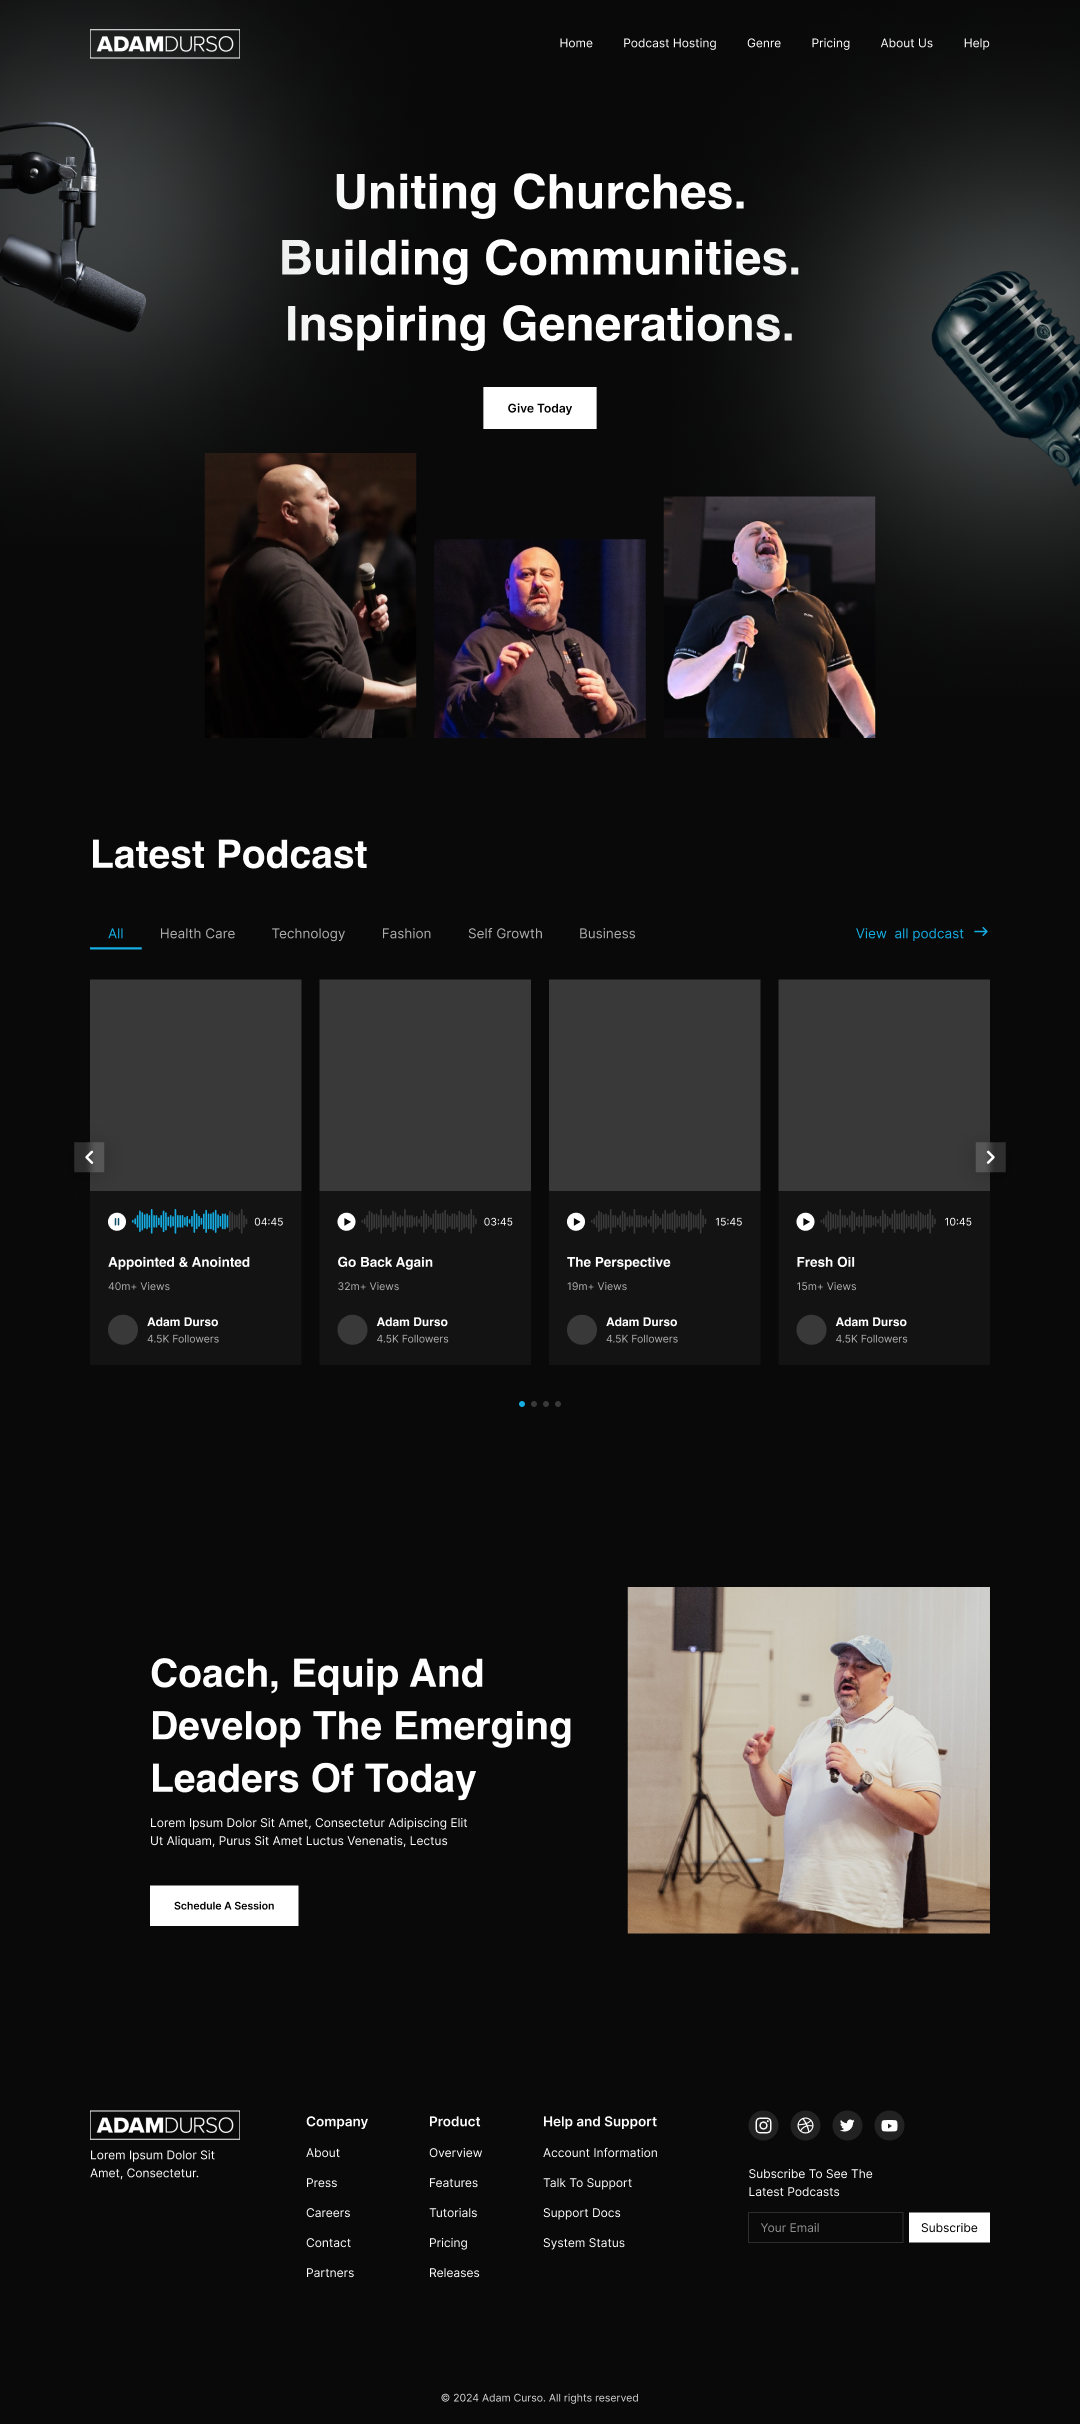 ADAMDURSO
Home Podcast Hosting Genre Pricing About Us Help
Uniting Churches.
Building Communities.
Inspiring Generations.
Give Today
Latest Podcast
All Health Care Technology Fashion Self Growth Business View all podcast
04:45 03:45 15:45 10:45
Appointed & Anointed Go Back Again The Perspective Fresh Oil
40m+ Views 32m+ Views 19m+ Views 15m+ Views
Adam Durso Adam Durso Adam Durso Adam Durso
4.5K Followers 4.5K Followers 4.5K Followers 4.5K Followers
Coach, Equip And
Develop The Emerging
Leaders Of Today
Lorem Ipsum Dolor Sit Amet, Consectetur Adipiscing Elit
Ut Aliquam, Purus Sit Amet Luctus Venenatis, Lectus
Schedule A Session
ADAMDURSO
Lorem Ipsum Dolor Sit
Amet, Consectetur.
Company
About
Press
Careers
Contact
Partners
Product
Overview
Features
Tutorials
Pricing
Releases
Help and Support
Account Information
Talk To Support
Support Docs
System Status
Subscribe To See The
Latest Podcasts
Your Email Subscribe
© 2024 Adam Curso. All rights reserved